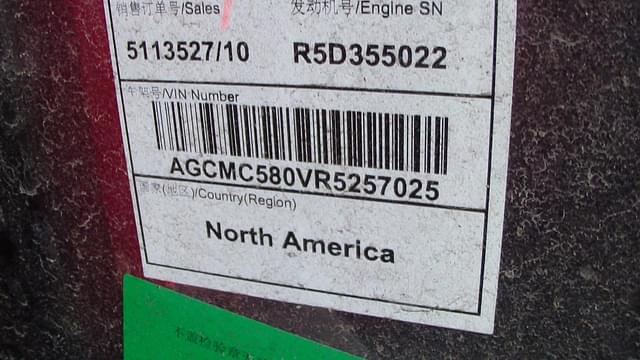 销售订单号/Sales 发动机号/Engine SN
5113527/10 R5D355022
车架号/VIN Number
AGCMC580VR5257025
国家(地区)/Country(Region)
North America